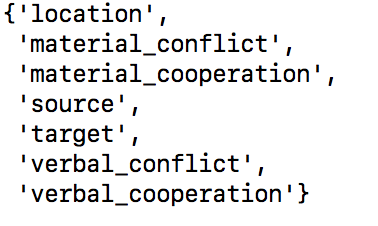 {'location',
 'material_conflict',
 'material_cooperation',
 'source',
 'target',
 'verbal_conflict',
 'verbal_cooperation'}